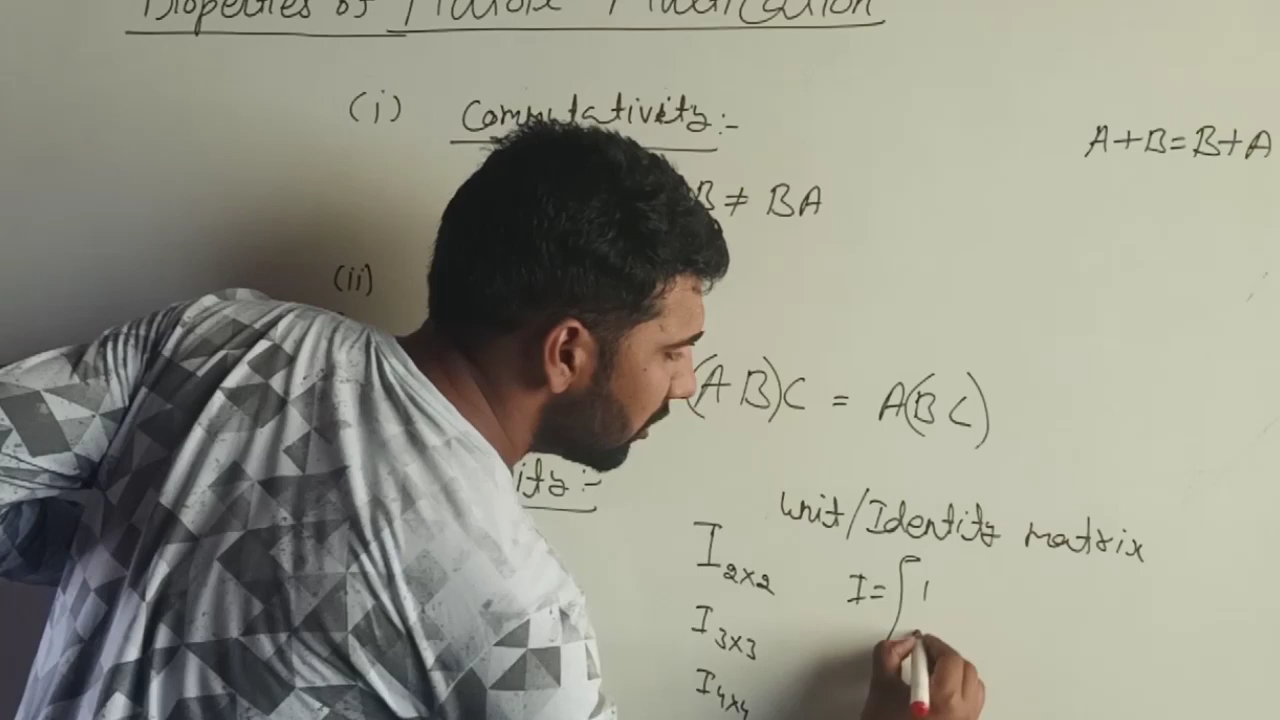 Properties of Matrix Multiplication
(i) Commutativity:-
A+B=B+A
B ≠ BA
(ii)
(AB)C = A(BC)
ity:-
Unit/Identity matrix
I2x2
I= [ 1
I3x3
I4x4